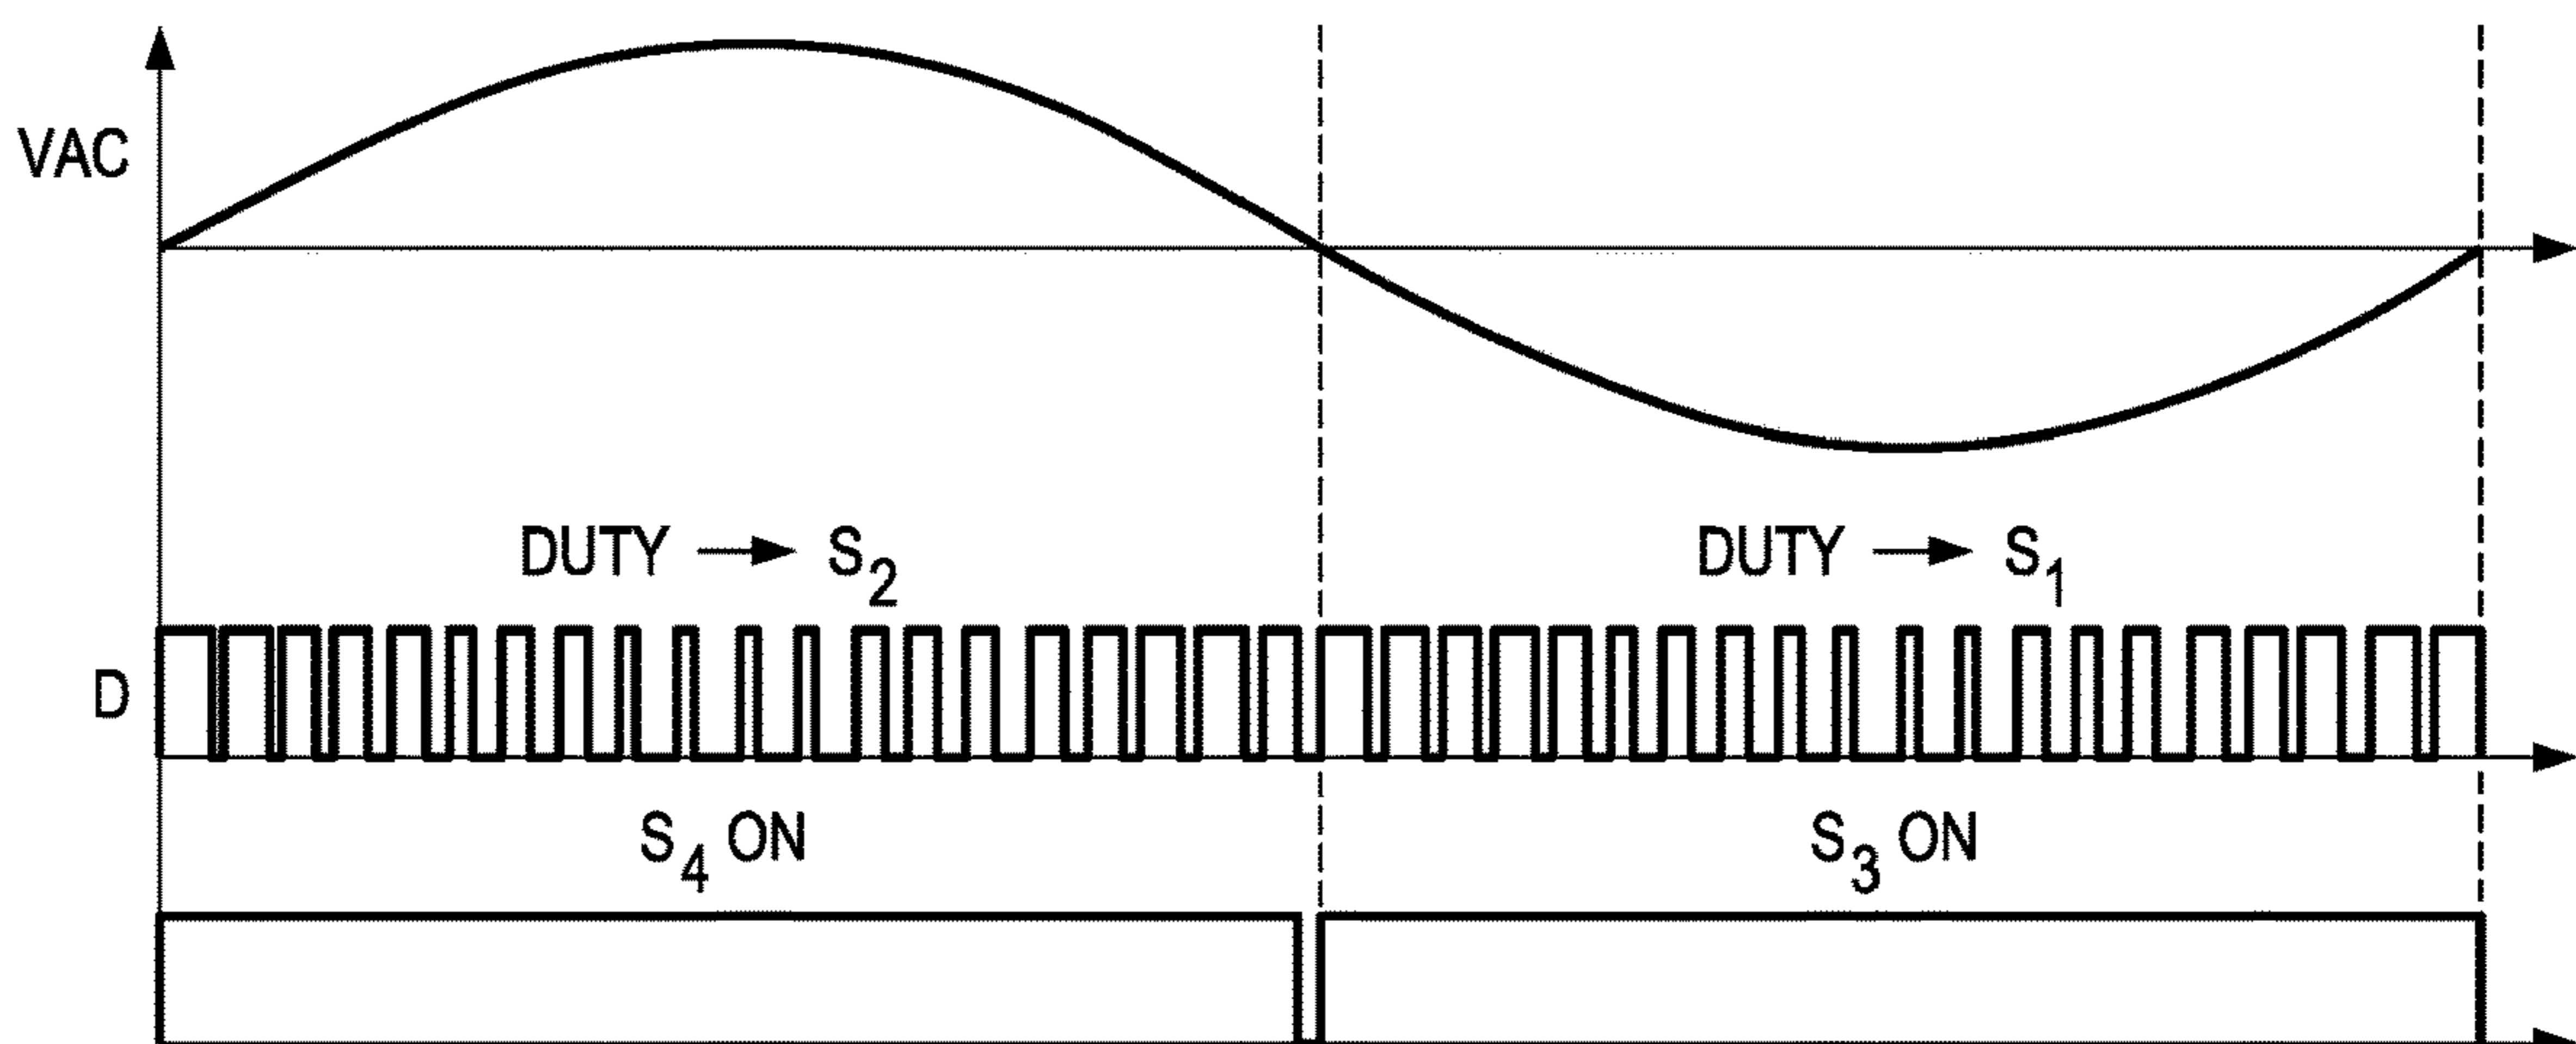 VAC
DUTY → S2
DUTY → S1
D
S4 ON
S3 ON